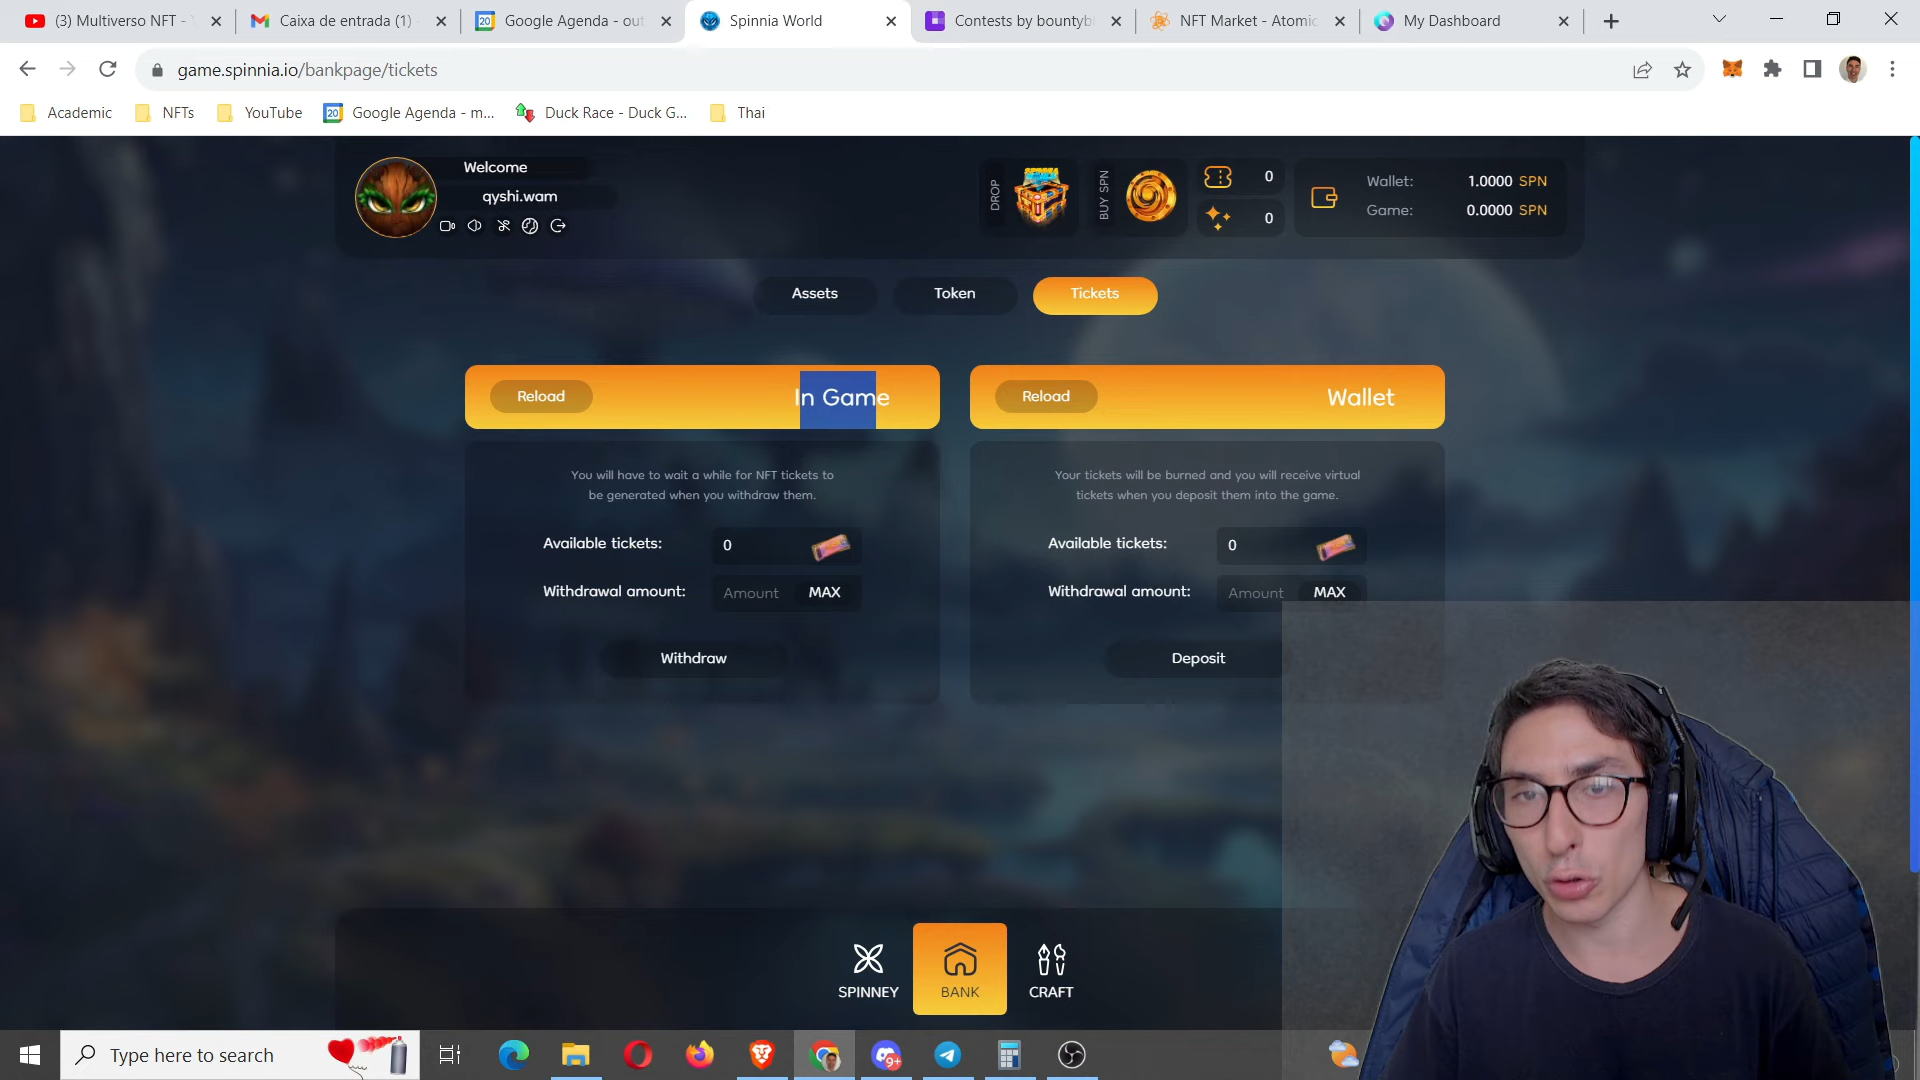 (3) Multiverso NFT -
Caixa de entrada (1)
Google Agenda - out
Spinnia World
Contests by bountybl
NFT Market - Atomic
My Dashboard
game.spinnia.io/bankpage/tickets
Academic
NFTs
YouTube
Google Agenda - m...
Duck Race - Duck G...
Thai
Welcome
qyshi.wam
DROP
BUY SPN
0
0
Wallet: 1.0000 SPN
Game: 0.0000 SPN
Assets
Token
Tickets
Reload
In Game
Reload
Wallet
You will have to wait a while for NFT tickets to
be generated when you withdraw them.
Available tickets: 0
Withdrawal amount: Amount MAX
Withdraw
Your tickets will be burned and you will receive virtual
tickets when you deposit them into the game.
Available tickets: 0
Withdrawal amount: Amount MAX
Deposit
SPINNEY
BANK
CRAFT
Type here to search
9+